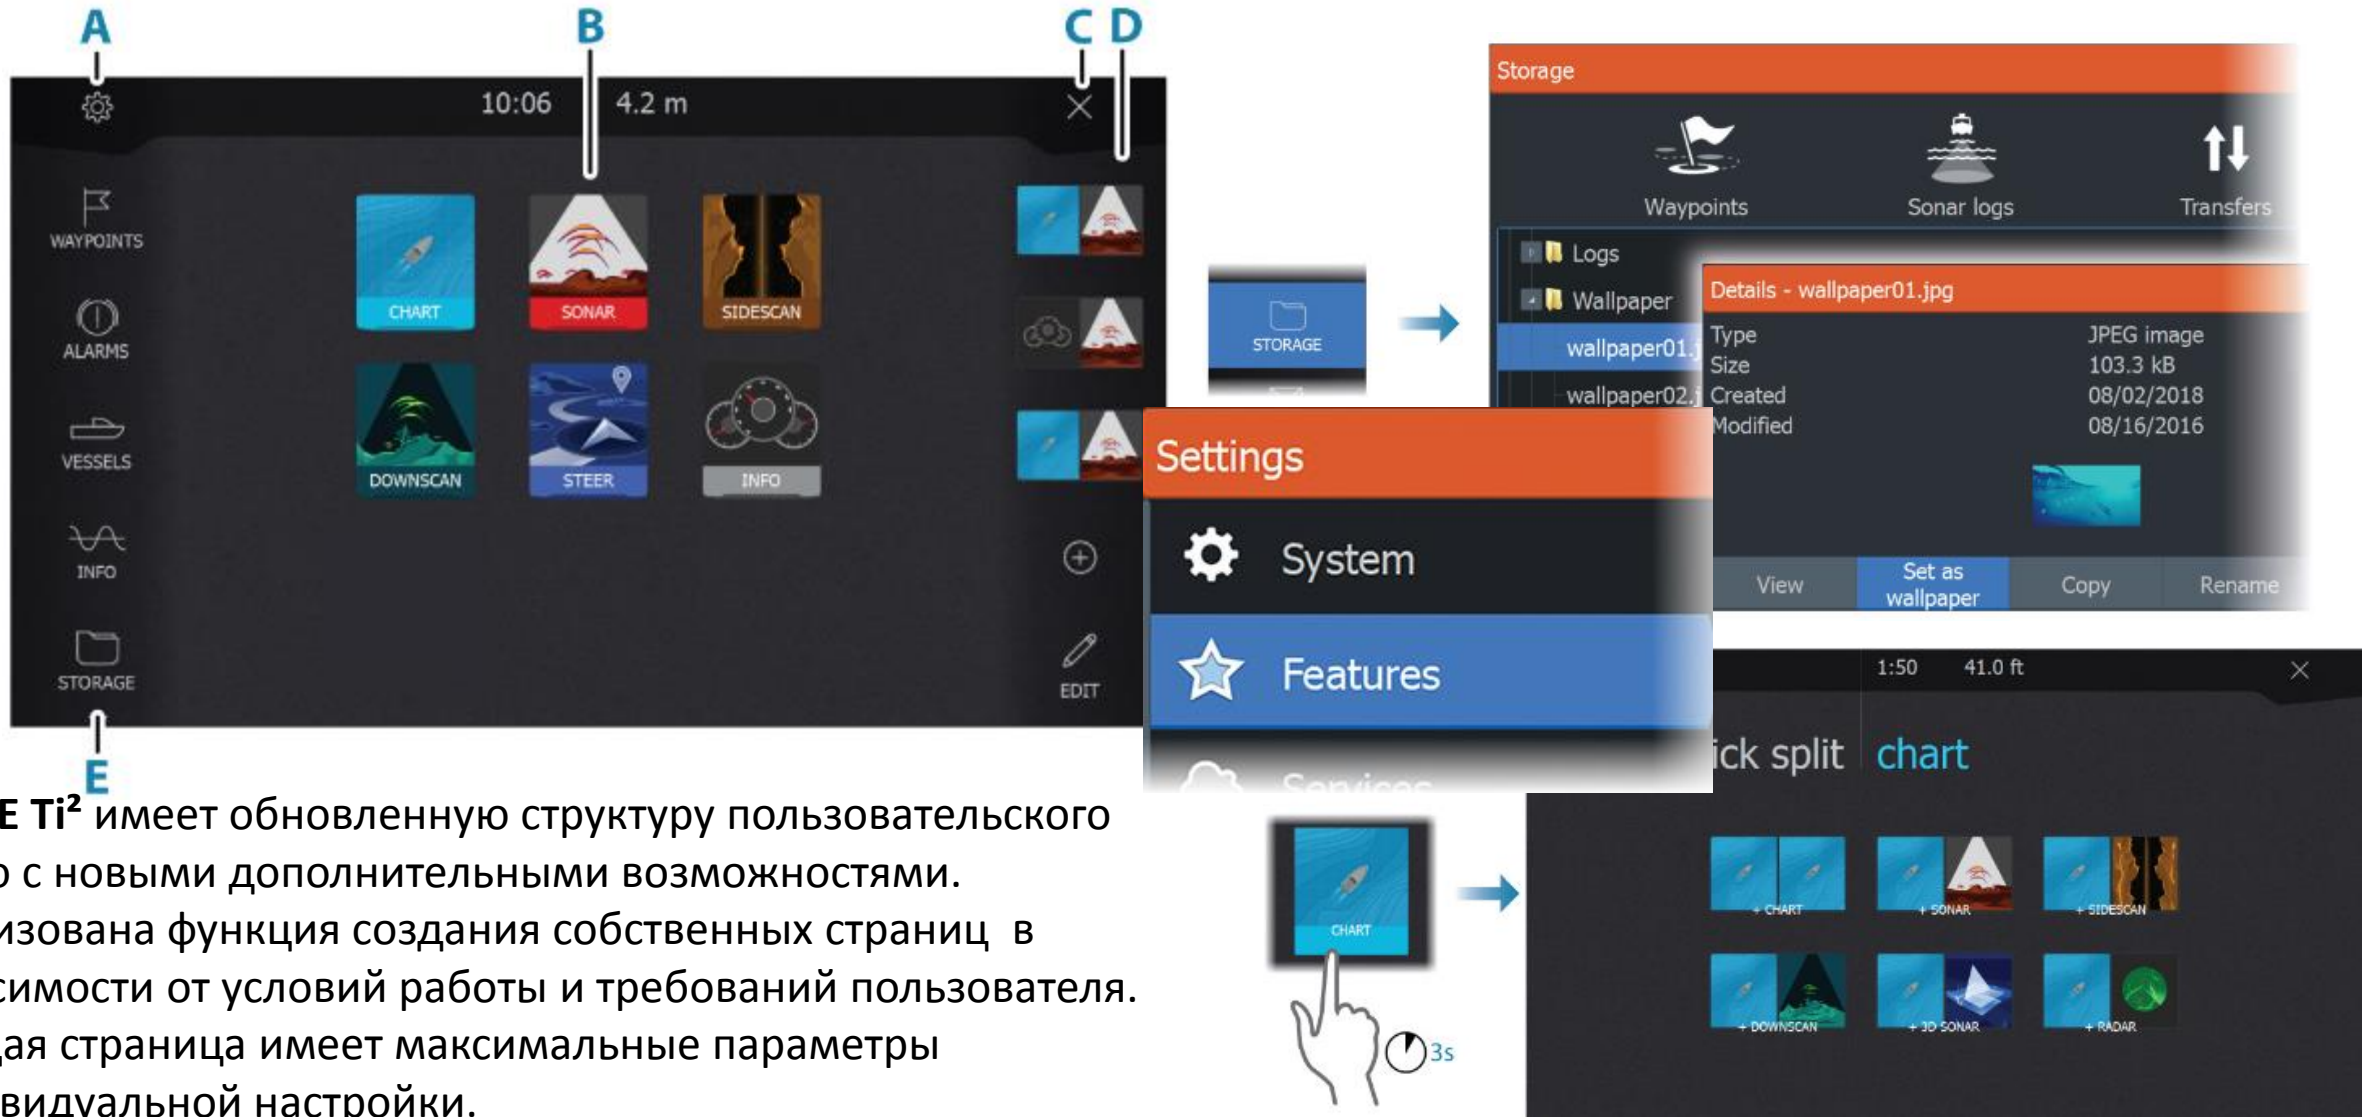 A
B
C D
10:06 4.2 m
WAYPOINTS
ALARMS
VESSELS
INFO
STORAGE
CHART
SONAR
SIDESCAN
DOWNSCAN
STEER
INFO
EDIT
E
STORAGE
Storage
Waypoints
Sonar logs
Transfers
Logs
Wallpaper
wallpaper01.j
wallpaper02.j
Details - wallpaper01.jpg
Type JPEG image
Size 103.3 kB
Created 08/02/2018
Modified 08/16/2016
View
Set as
wallpaper
Copy
Rename
Settings
System
Features
Services
E Ti² имеет обновленную структуру пользовательского
с новыми дополнительными возможностями.
изована функция создания собственных страниц в
симости от условий работы и требований пользователя.
дая страница имеет максимальные параметры
видуальной настройки.
CHART
3s
1:50 41.0 ft
ick split chart
+ CHART
+ SONAR
+ SIDESCAN
+ DOWNSCAN
+ 3D SONAR
+ RADAR